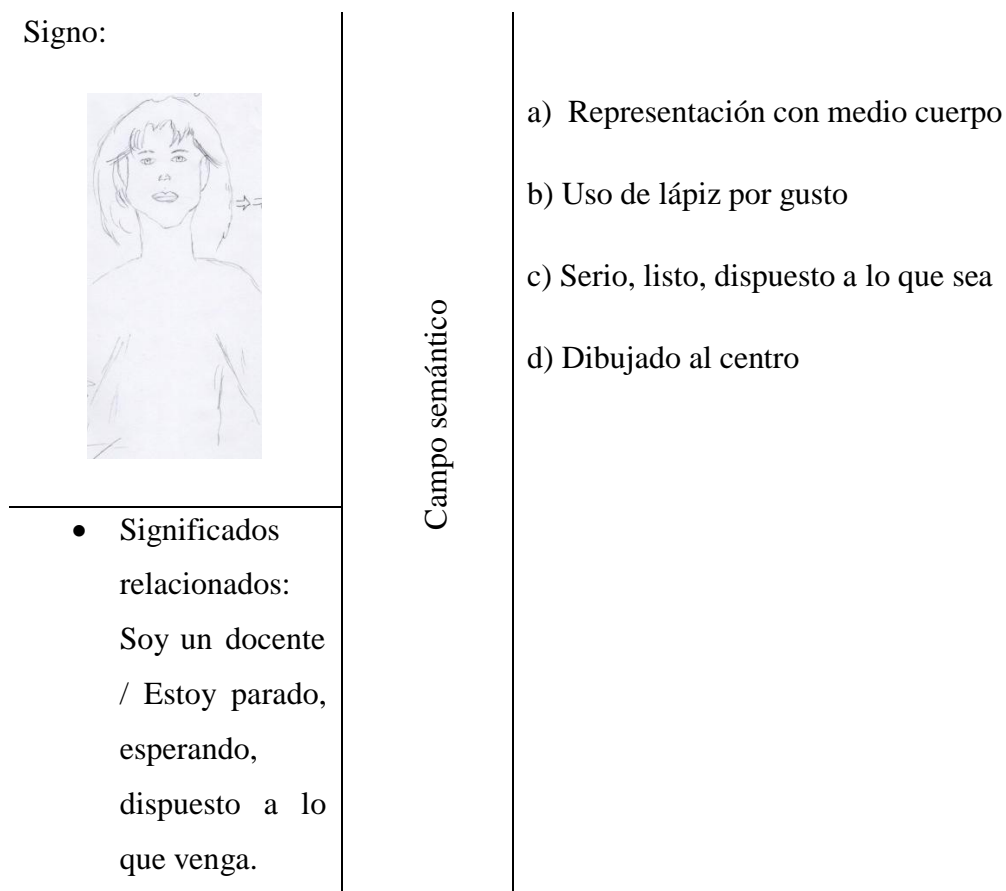 Signo:
• Significados
relacionados:
Soy un docente
/ Estoy parado,
esperando,
dispuesto a lo
que venga.
Campo semántico
a) Representación con medio cuerpo
b) Uso de lápiz por gusto
c) Serio, listo, dispuesto a lo que sea
d) Dibujado al centro